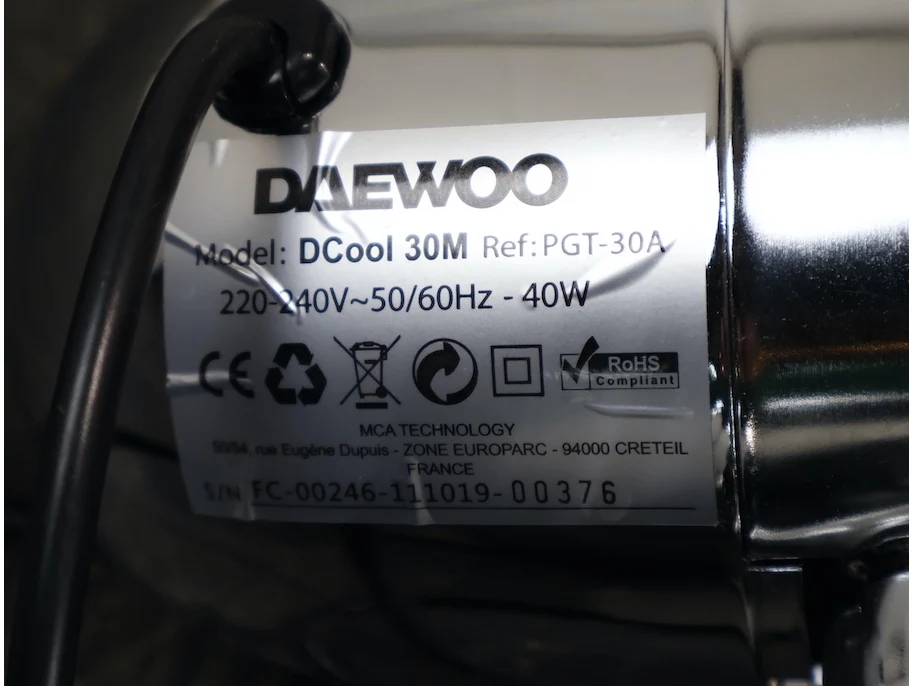 DAEWOO
Model: DCool 30M Ref: PGT-30A
220-240V~50/60Hz - 40W
CE
RoHS
Compliant
MCA TECHNOLOGY
50/54, rue Eugène Dupuis - ZONE EUROPARC - 94000 CRETEIL
FRANCE
S/N FC-00246-111019-00376